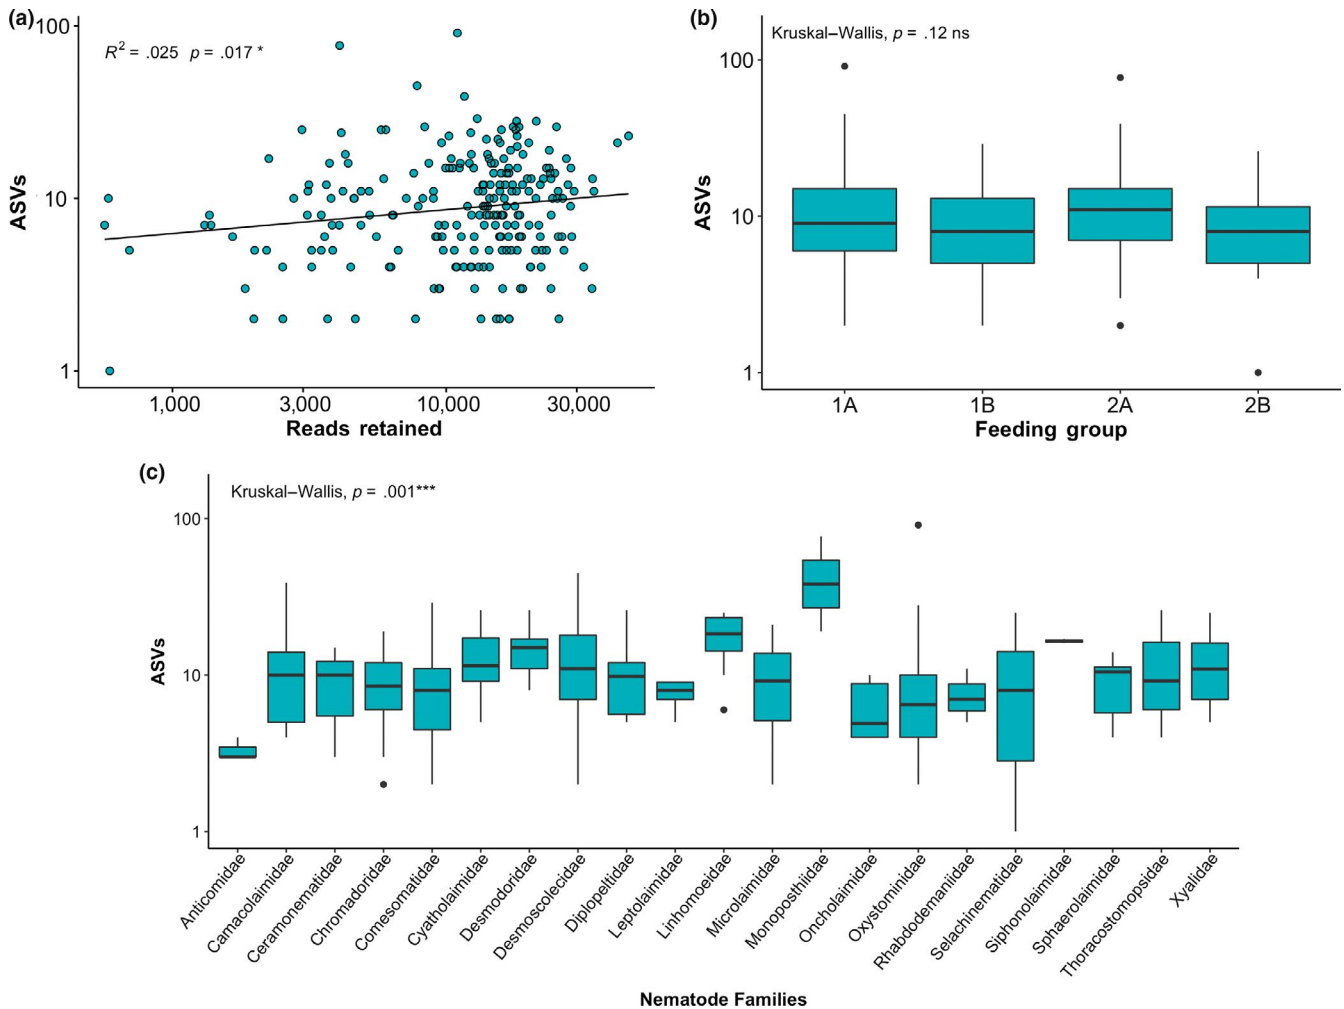 (a)
100
R² = .025 p = .017 *
10
1
ASVs
1,000 3,000 10,000 30,000
Reads retained
(b)
Kruskal–Wallis, p = .12 ns
100
10
1
ASVs
1A 1B 2A 2B
Feeding group
(c)
Kruskal–Wallis, p = .001***
100
10
1
ASVs
Anticomidae
Camacolaimidae
Ceramonematidae
Chromadoridae
Comesomatidae
Cyatholaimidae
Desmodoridae
Desmoscolecidae
Diplopeltidae
Leptolaimidae
Linhomoeidae
Microlaimidae
Monoposthiidae
Oncholaimidae
Oxystominidae
Rhabdodemaniidae
Selachinematidae
Siphonolaimidae
Sphaerolaimidae
Thoracostomopsidae
Xyalidae
Nematode Families